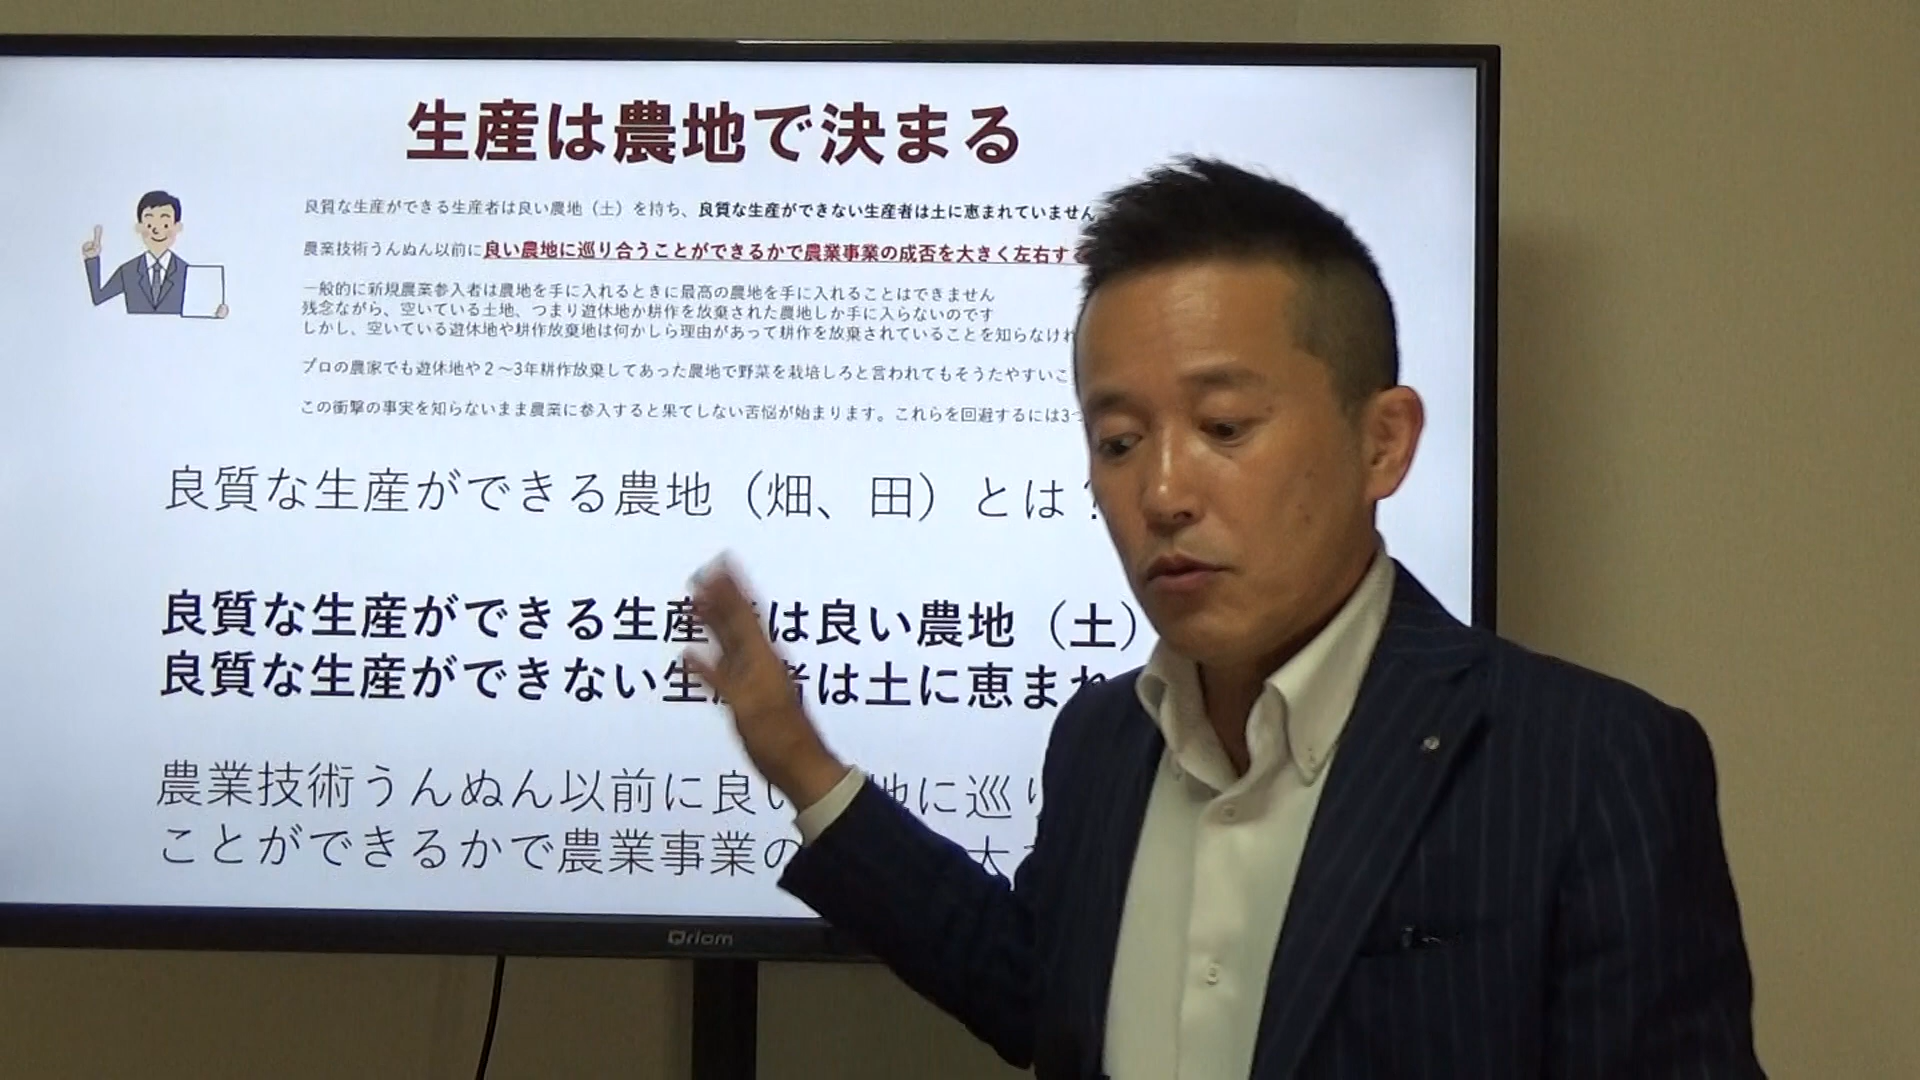 生産は農地で決まる
良質な生産ができる生産者は良い農地（土）を持ち、良質な生産ができない生産者は土に恵まれていません
農業技術うんぬん以前に良い農地に巡り合うことができるかで農業事業の成否を大きく左右する
一般的に新規農業参入者は農地を手に入れるときに最高の農地を手に入れることはできません
残念ながら、空いている土地、つまり遊休地か耕作を放棄された農地しか手に入らないのです
しかし、空いている遊休地や耕作放棄地は何かしら理由があって耕作を放棄されていることを知らなけれ
プロの農家でも遊休地や２～3年耕作放棄してあった農地で野菜を栽培しろと言われてもそうたやすいこ
この衝撃の事実を知らないまま農業に参入すると果てしない苦悩が始まります。これらを回避するには3つ
良質な生産ができる農地（畑、田）とは？
良質な生産ができる生産 は良い農地（土）
良質な生産ができない生 者は土に恵まれ
農業技術うんぬん以前に良い 地に巡り
ことができるかで農業事業の 大
Qriom